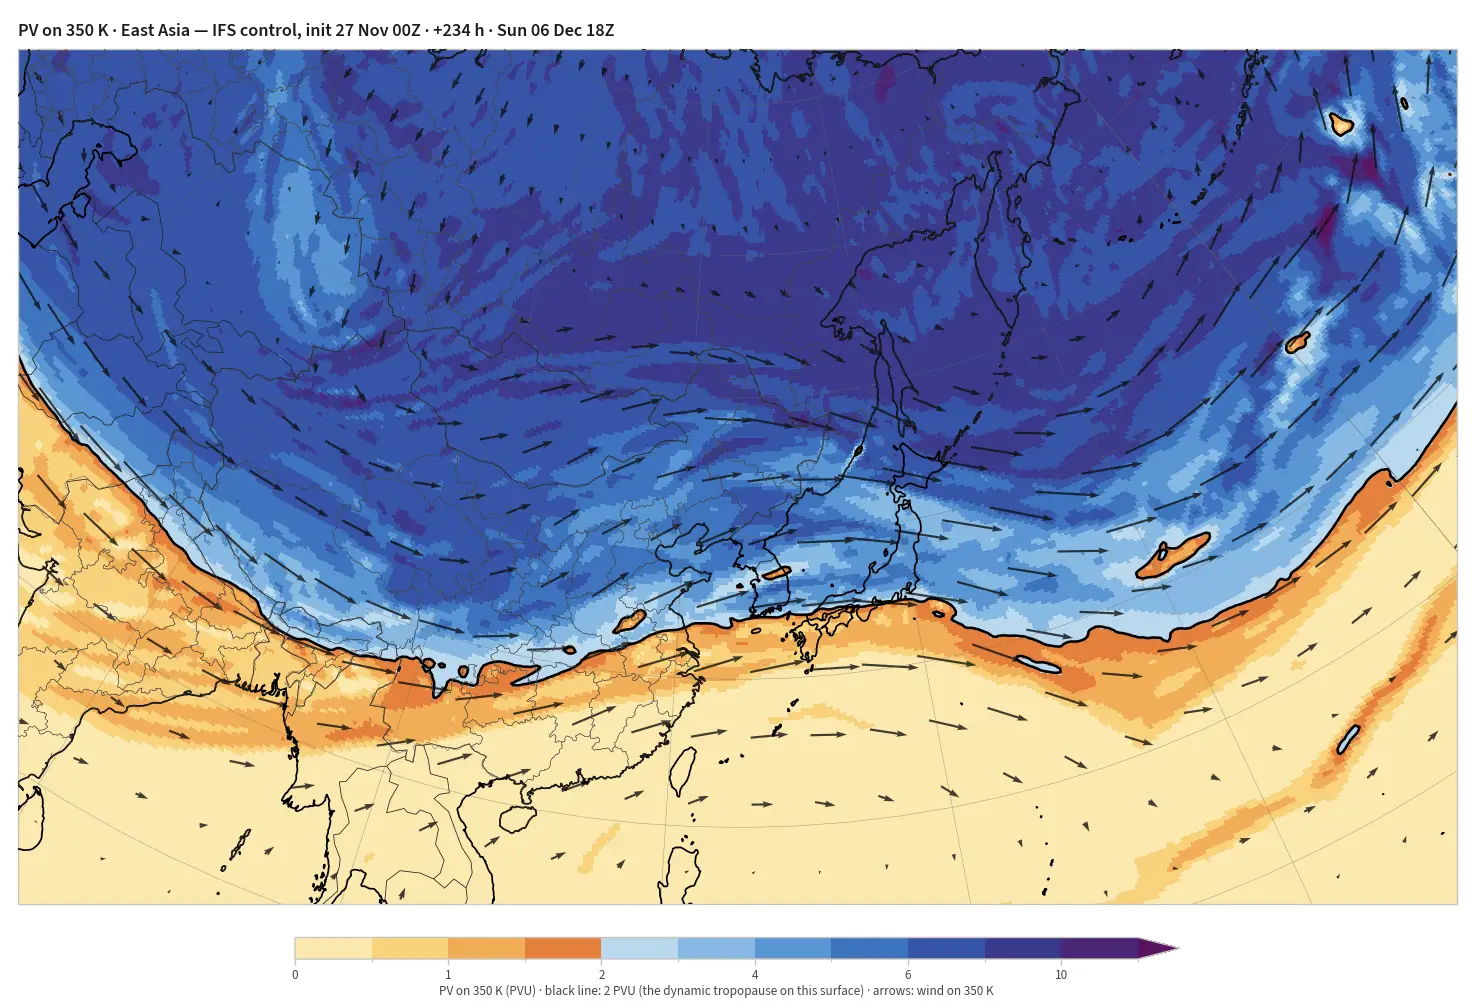 PV on 350 K · East Asia — IFS control, init 27 Nov 00Z · +234 h · Sun 06 Dec 18Z
0 1 2 4 6 10
PV on 350 K (PVU) · black line: 2 PVU (the dynamic tropopause on this surface) · arrows: wind on 350 K